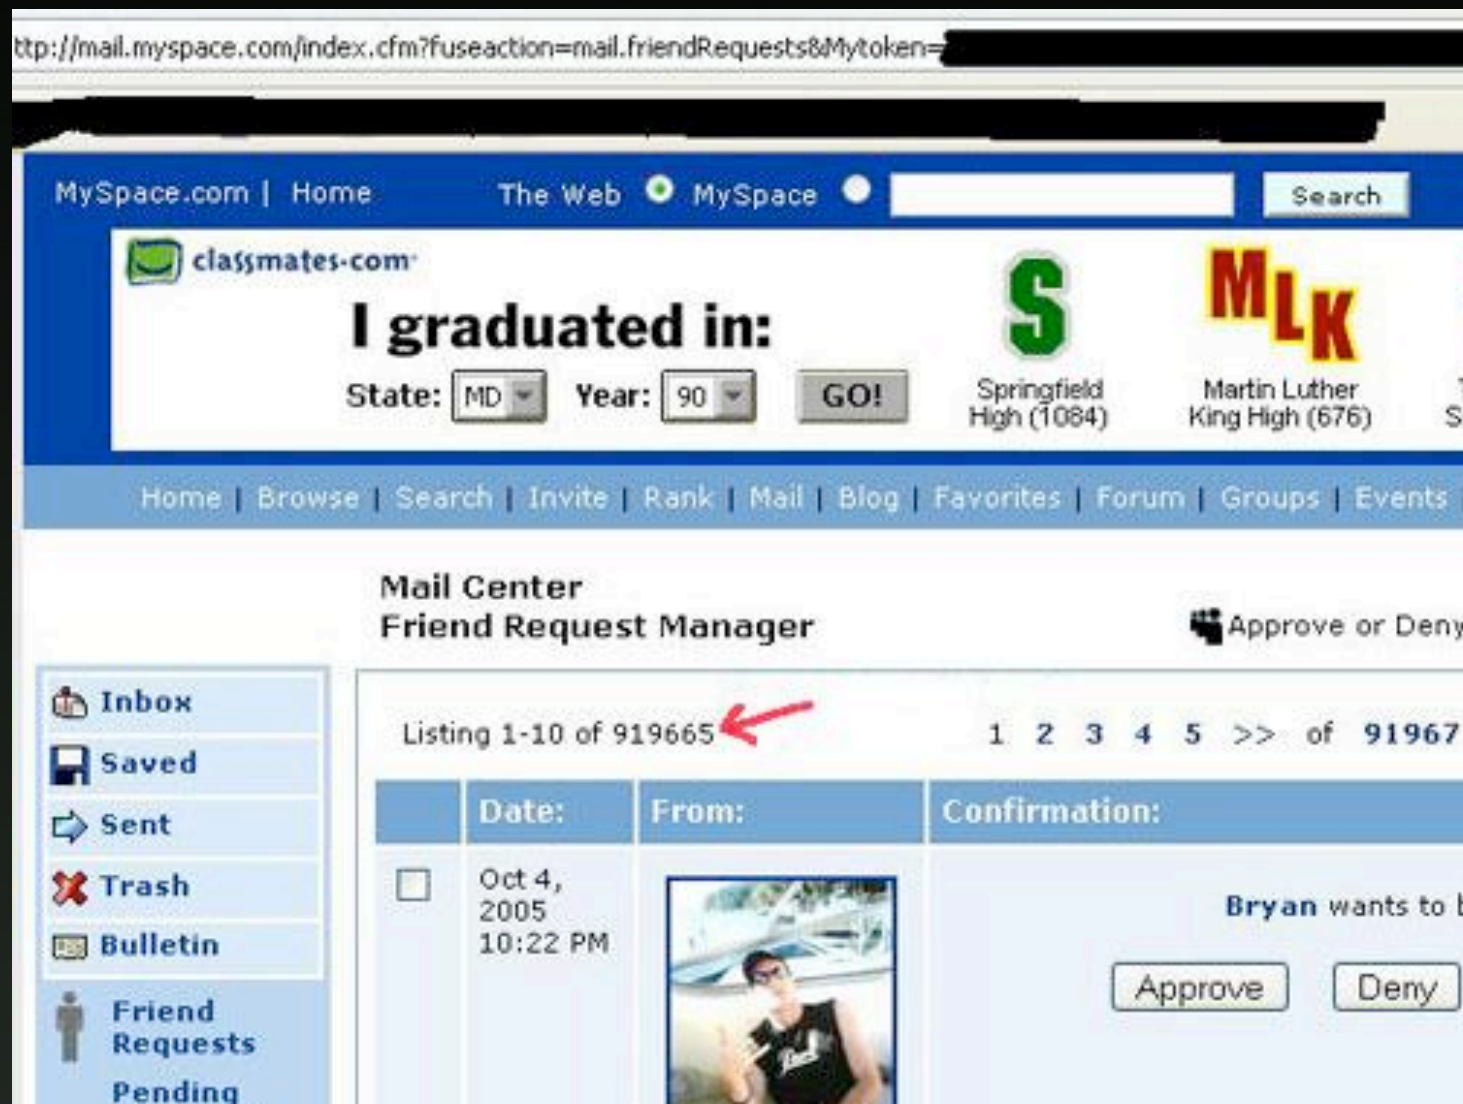 ttp://mail.myspace.com/index.cfm?fuseaction=mail.friendRequests&Mytoken=
MySpace.com | Home The Web MySpace Search
classmates.com
I graduated in:
State: MD Year: 90 GO!
S
Springfield
High (1084)
MLK
Martin Luther
King High (676)
Home | Browse | Search | Invite | Rank | Mail | Blog | Favorites | Forum | Groups | Events
Mail Center
Friend Request Manager
Approve or Deny
Inbox
Saved
Sent
Trash
Bulletin
Friend
Requests
Pending
Listing 1-10 of 919665
1 2 3 4 5 >> of 91967
Date: From: Confirmation:
Oct 4,
2005
10:22 PM
Bryan wants to b
Approve Deny